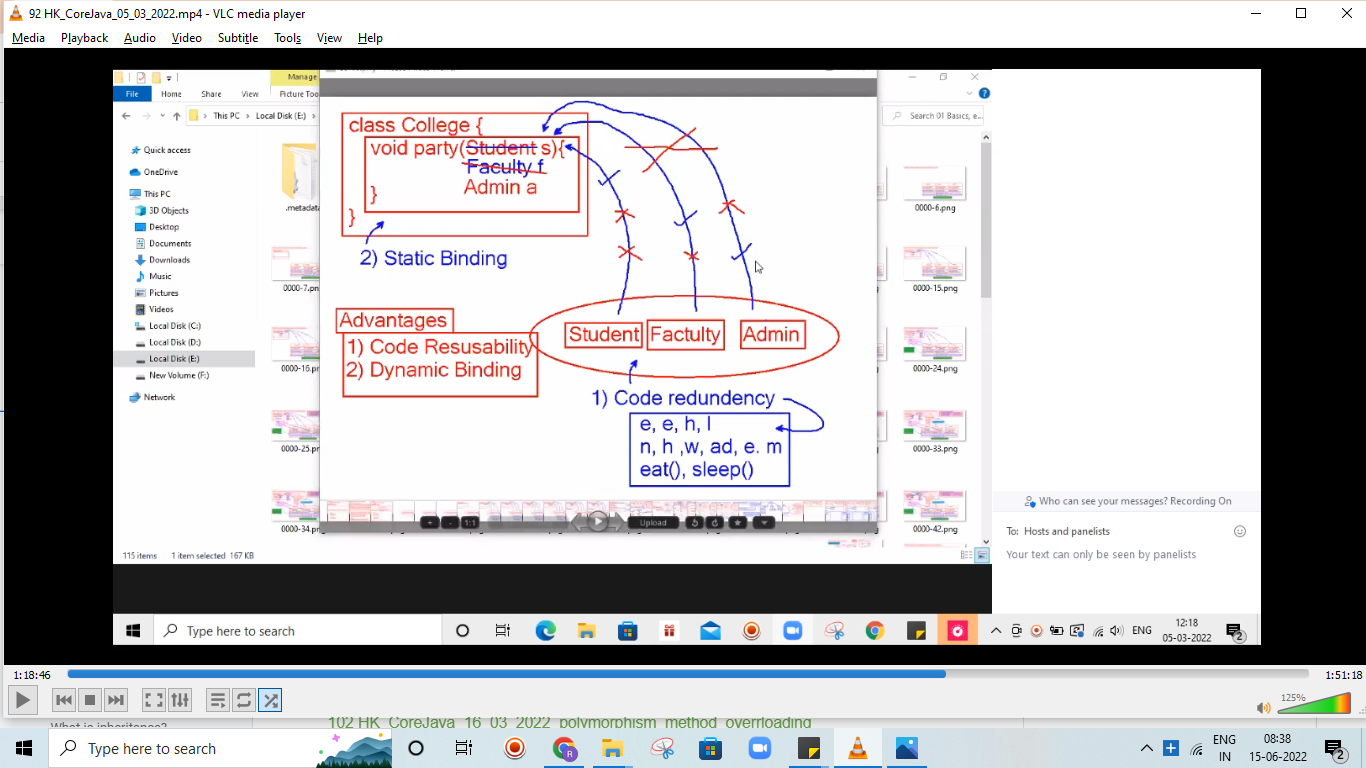 92 HK_CoreJava_05_03_2022.mp4 - VLC media player
Media Playback Audio Video Subtitle Tools View Help
Manage
File Home Share View Picture Too
This PC Local Disk (E:)
Search 01 Basics, e...
Quick access
OneDrive
This PC
3D Objects
Desktop
Documents
Downloads
Music
Pictures
Videos
Local Disk (C:)
Local Disk (D:)
Local Disk (E:)
New Volume (F:)
Network
.metadata
0000-7.png
0000-16.png
0000-25.png
0000-34.png
class College {
void party(Student s){
Faculty f
Admin a
}
}
2) Static Binding
Advantages
1) Code Resusability
2) Dynamic Binding
Student Factulty Admin
1) Code redundency
e, e, h, l
n, h ,w, ad, e. m
eat(), sleep()
0000-6.png
0000-15.png
0000-24.png
0000-33.png
0000-42.png
+ - 1:1 Upload
115 items 1 item selected 167 KB
Who can see your messages? Recording On
To: Hosts and panelists
Your text can only be seen by panelists
Type here to search
ENG
12:18
05-03-2022
2
1:18:46
1:51:18
125%
What is inheritance?
102 HK_CoreJava_16_03_2022_polymorphism_method_overrloading
Type here to search
R
ENG
IN
08:38
15-06-2022
2